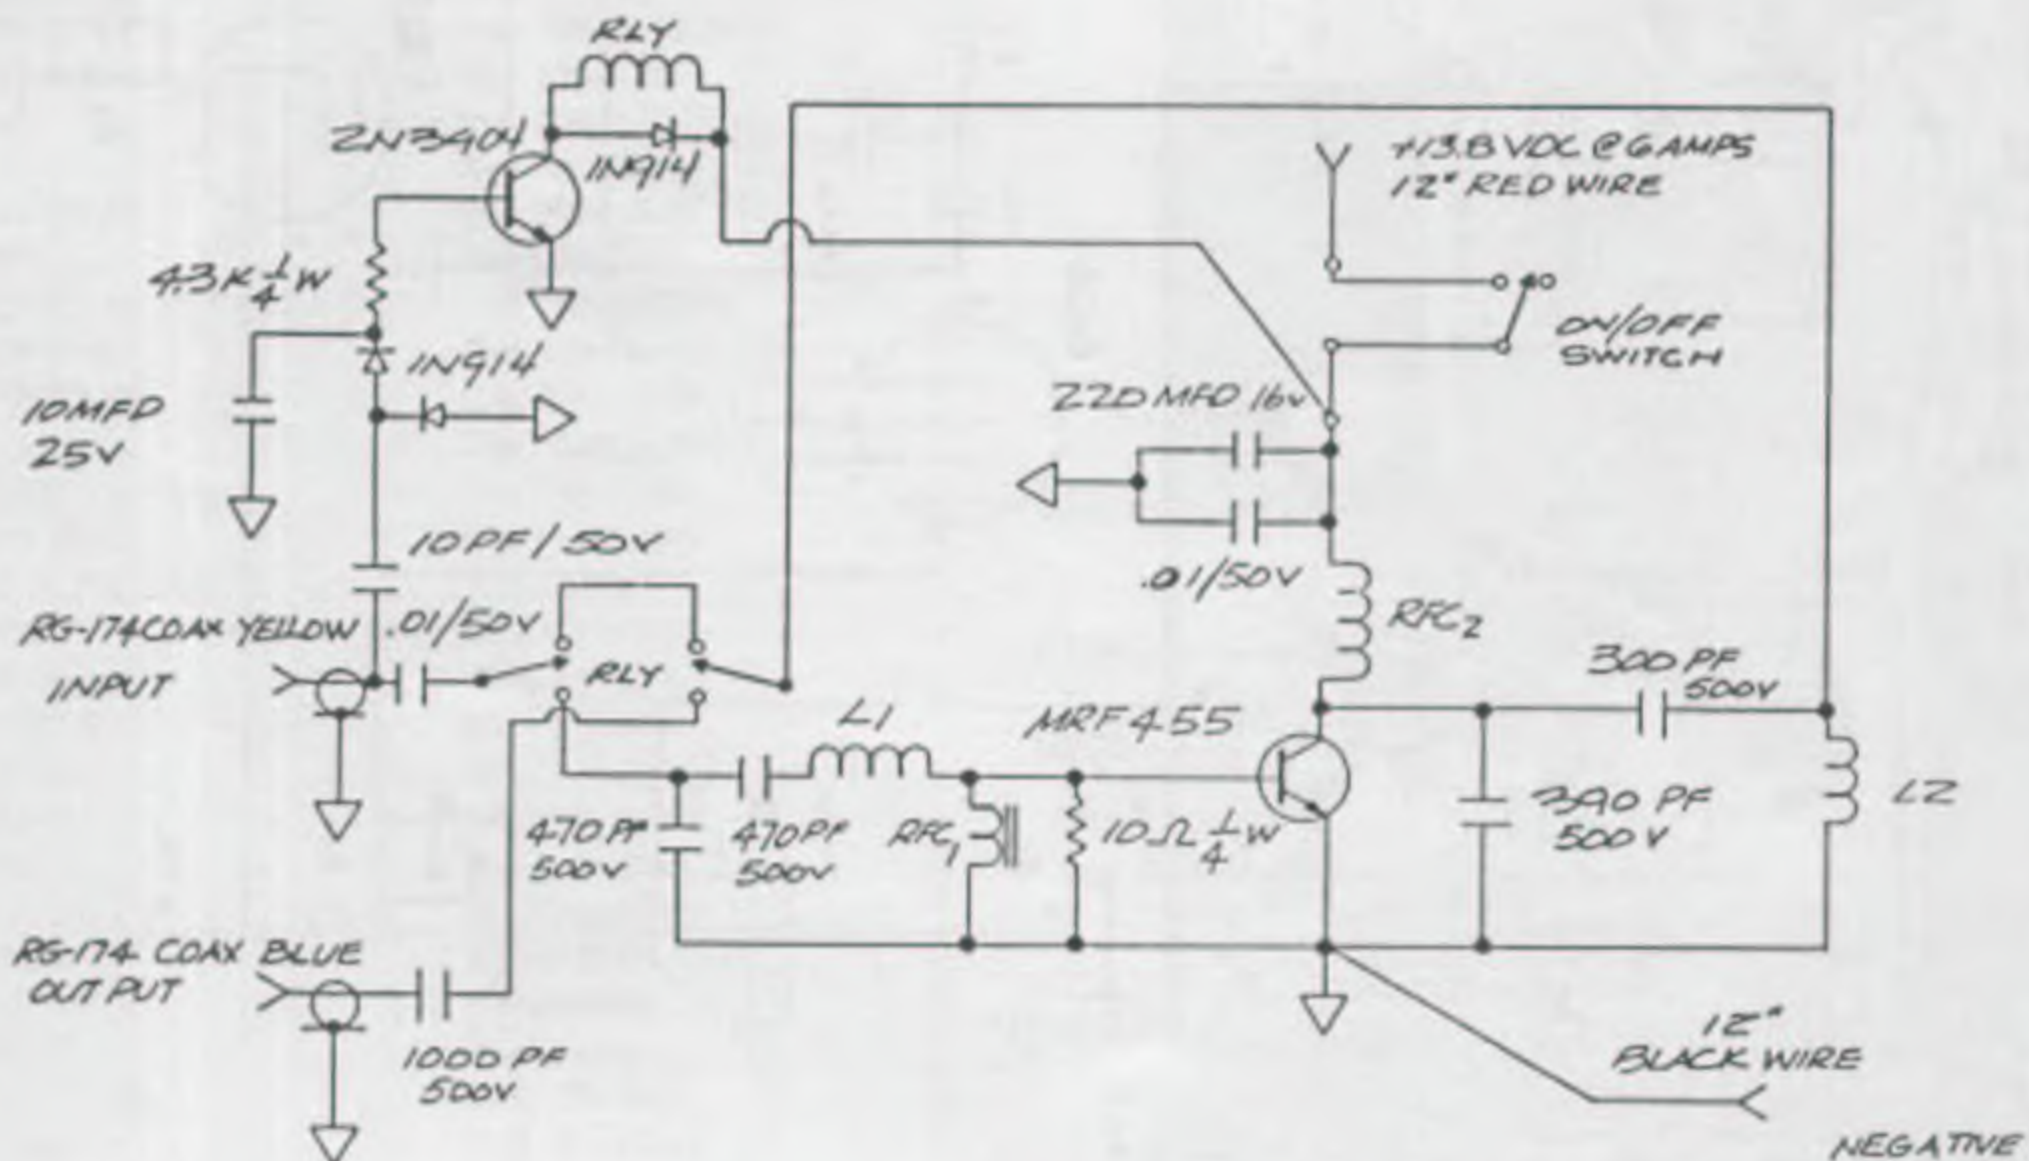 RLY
2N3904
1N914
+13.8 VDC @ 6 AMPS
12" RED WIRE
4.3K 1/4 W
ON/OFF
SWITCH
1N914
220 MFD 16V
10 MFD
25V
10 PF / 50V
.01/50V
RFC2
RG-174 COAX YELLOW
INPUT
.01/50V
RLY
300 PF
500V
L1
MRF 455
470 PF
500V
470 PF
500V
RFC1
10 Ω 1/4 W
390 PF
500 V
L2
RG-174 COAX BLUE
OUTPUT
1000 PF
500V
12"
BLACK WIRE
NEGATIVE